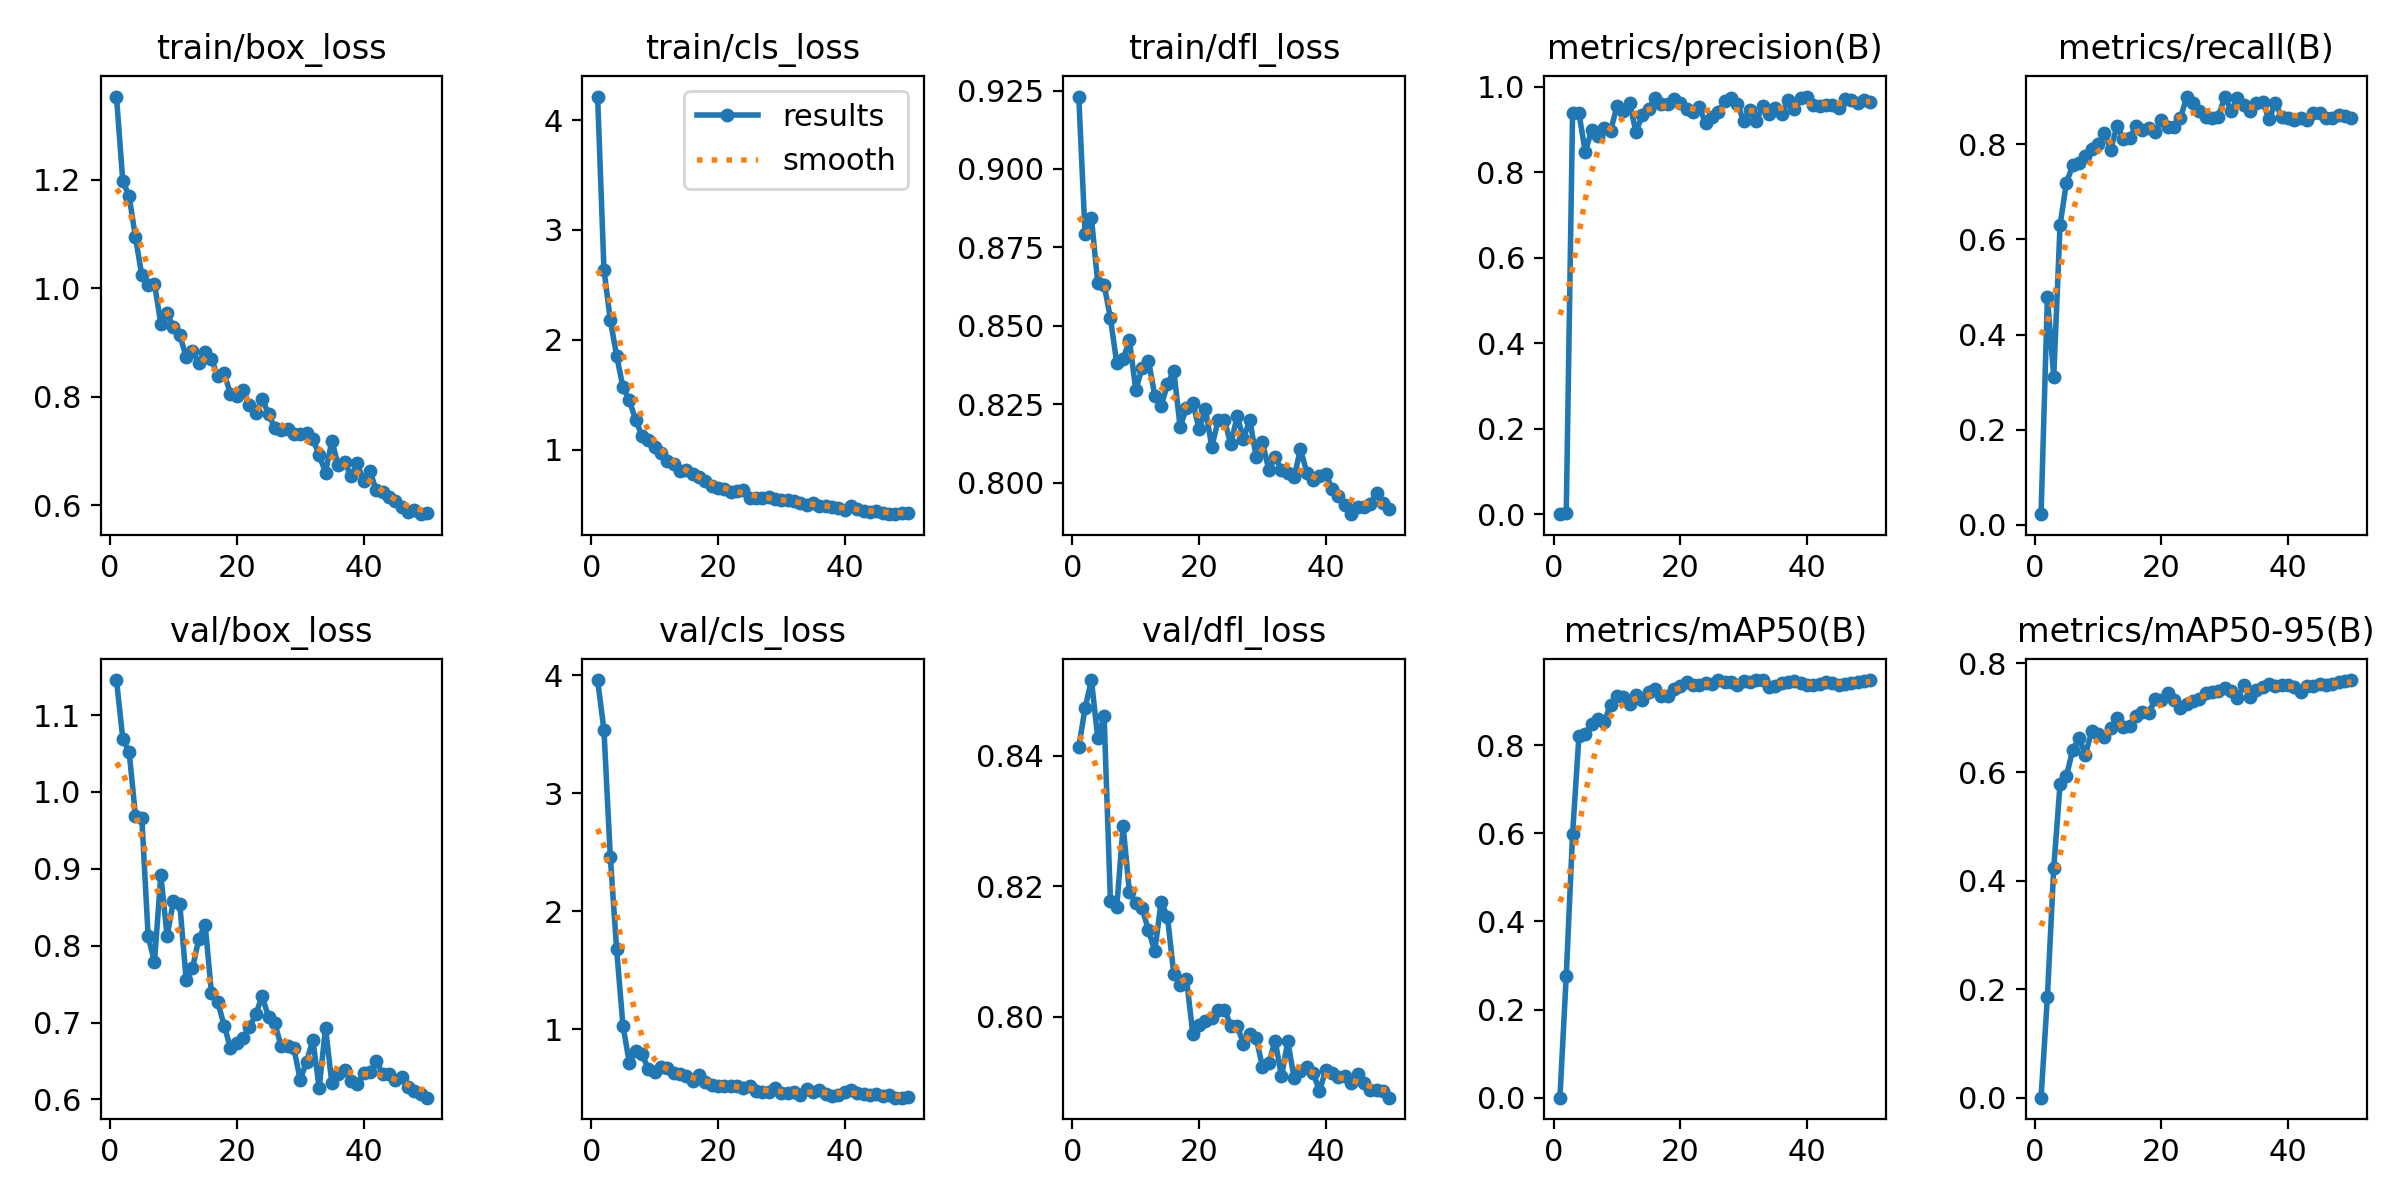 train/box_loss
1.2
1.0
0.8
0.6
0 20 40
train/cls_loss
results
smooth
4
3
2
1
0 20 40
train/dfl_loss
0.925
0.900
0.875
0.850
0.825
0.800
0 20 40
metrics/precision(B)
1.0
0.8
0.6
0.4
0.2
0.0
0 20 40
metrics/recall(B)
0.8
0.6
0.4
0.2
0.0
0 20 40
val/box_loss
1.1
1.0
0.9
0.8
0.7
0.6
0 20 40
val/cls_loss
4
3
2
1
0 20 40
val/dfl_loss
0.84
0.82
0.80
0 20 40
metrics/mAP50(B)
0.8
0.6
0.4
0.2
0.0
0 20 40
metrics/mAP50-95(B)
0.8
0.6
0.4
0.2
0.0
0 20 40